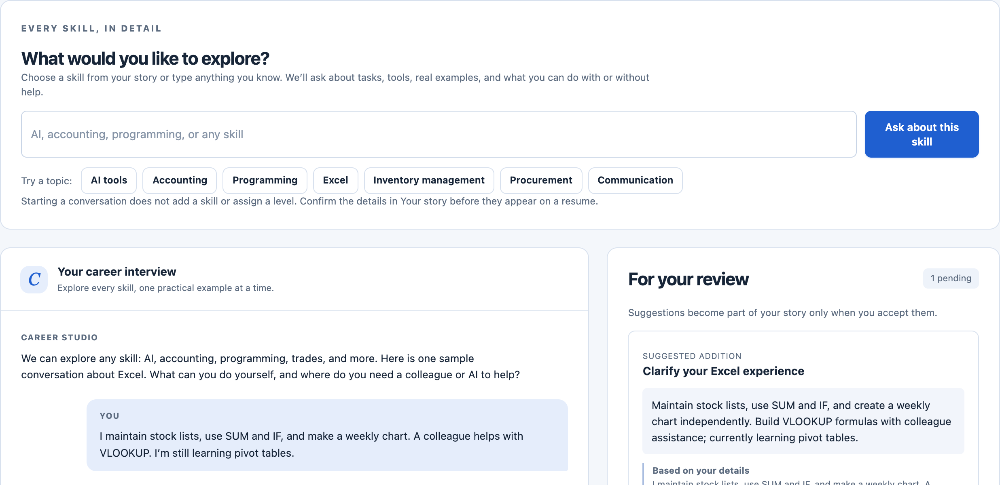 EVERY SKILL, IN DETAIL
What would you like to explore?
Choose a skill from your story or type anything you know. We’ll ask about tasks, tools, real examples, and what you can do with or without
help.
AI, accounting, programming, or any skill
Ask about this
skill
Try a topic:
AI tools
Accounting
Programming
Excel
Inventory management
Procurement
Communication
Starting a conversation does not add a skill or assign a level. Confirm the details in Your story before they appear on a resume.
C
Your career interview
Explore every skill, one practical example at a time.
CAREER STUDIO
We can explore any skill: AI, accounting, programming, trades, and more. Here is one sample
conversation about Excel. What can you do yourself, and where do you need a colleague or AI to help?
YOU
I maintain stock lists, use SUM and IF, and make a weekly chart. A colleague helps with
VLOOKUP. I’m still learning pivot tables.
For your review
1 pending
Suggestions become part of your story only when you accept them.
SUGGESTED ADDITION
Clarify your Excel experience
Maintain stock lists, use SUM and IF, and create a weekly
chart independently. Build VLOOKUP formulas with colleague
assistance; currently learning pivot tables.
Based on your details
I maintain stock lists, use SUM and IF, and make a weekly chart. A